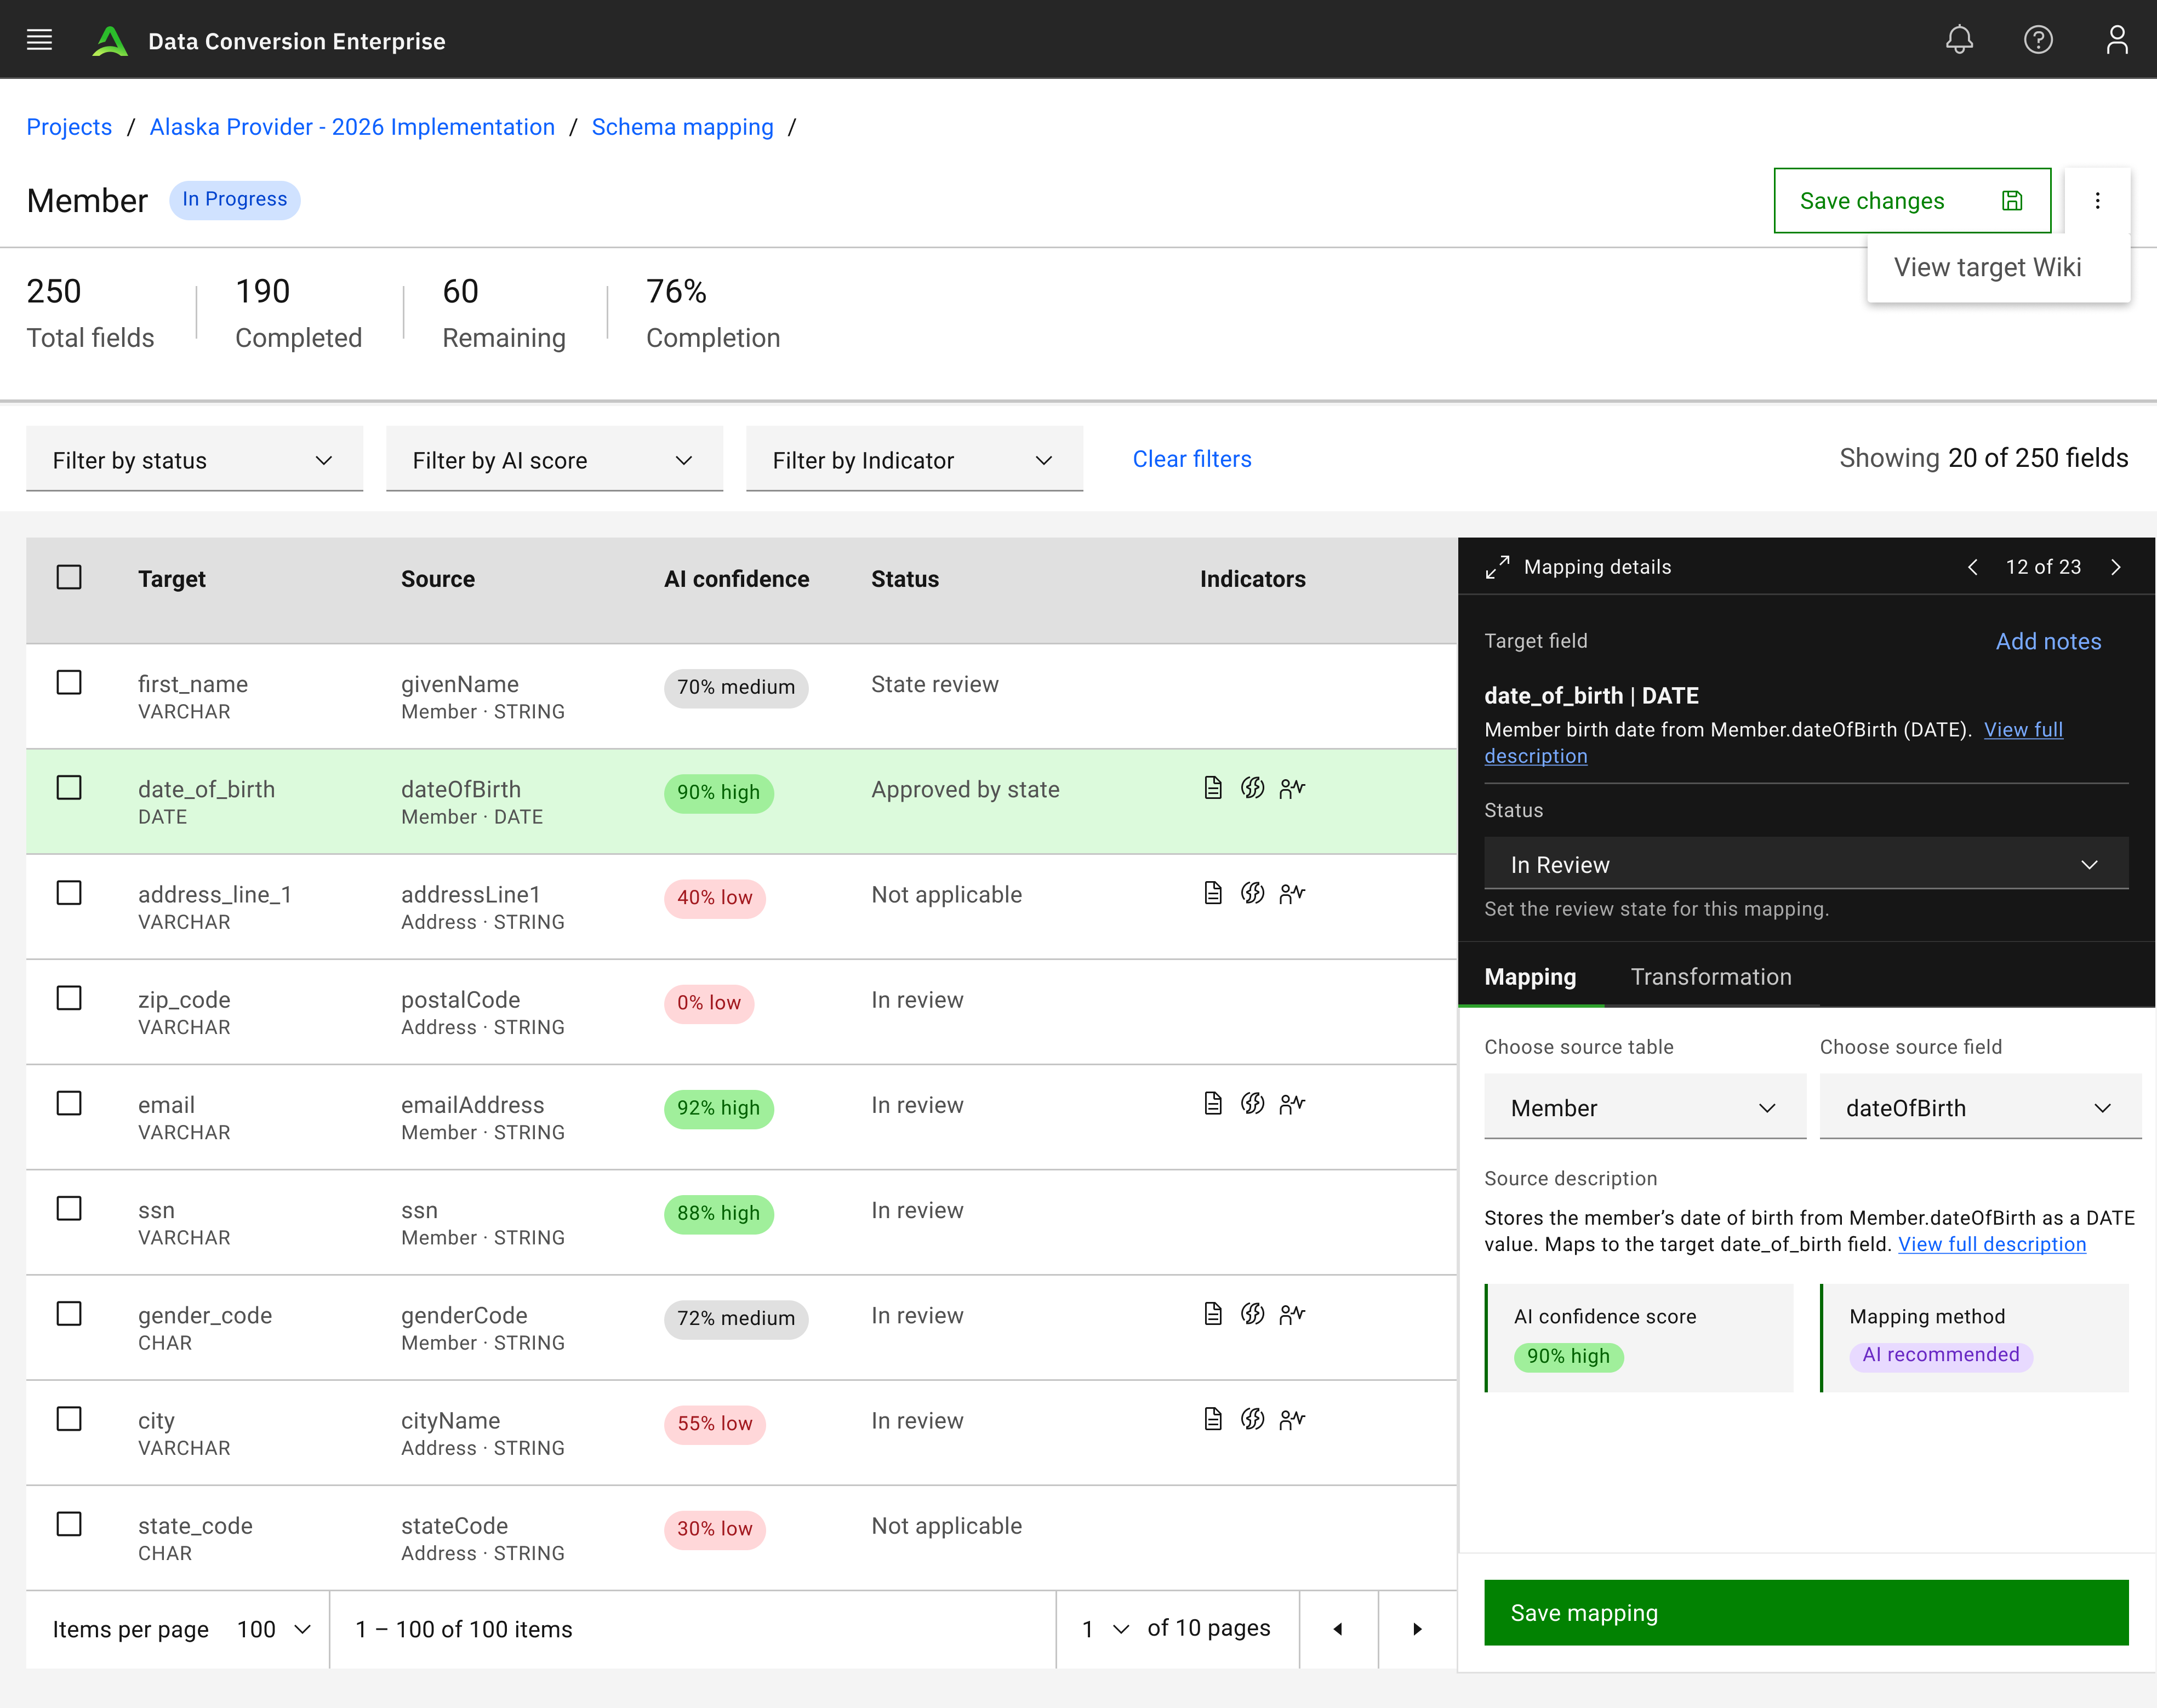 Data Conversion Enterprise
Projects / Alaska Provider - 2026 Implementation / Schema mapping /
Member In Progress
Save changes
View target Wiki
250 190 60 76%
Total fields Completed Remaining Completion
Filter by status Filter by AI score Filter by Indicator Clear filters Showing 20 of 250 fields
Target Source AI confidence Status Indicators
first_name givenName 70% medium State review
VARCHAR Member · STRING
date_of_birth dateOfBirth 90% high Approved by state
DATE Member · DATE
address_line_1 addressLine1 40% low Not applicable
VARCHAR Address · STRING
zip_code postalCode 0% low In review
VARCHAR Address · STRING
email emailAddress 92% high In review
VARCHAR Member · STRING
ssn ssn 88% high In review
VARCHAR Member · STRING
gender_code genderCode 72% medium In review
CHAR Member · STRING
city cityName 55% low In review
VARCHAR Address · STRING
state_code stateCode 30% low Not applicable
CHAR Address · STRING
Items per page 100 1 – 100 of 100 items 1 of 10 pages
Mapping details 12 of 23
Target field Add notes
date_of_birth | DATE
Member birth date from Member.dateOfBirth (DATE). View full
description
Status
In Review
Set the review state for this mapping.
Mapping Transformation
Choose source table Choose source field
Member dateOfBirth
Source description
Stores the member’s date of birth from Member.dateOfBirth as a DATE
value. Maps to the target date_of_birth field. View full description
AI confidence score Mapping method
90% high AI recommended
Save mapping